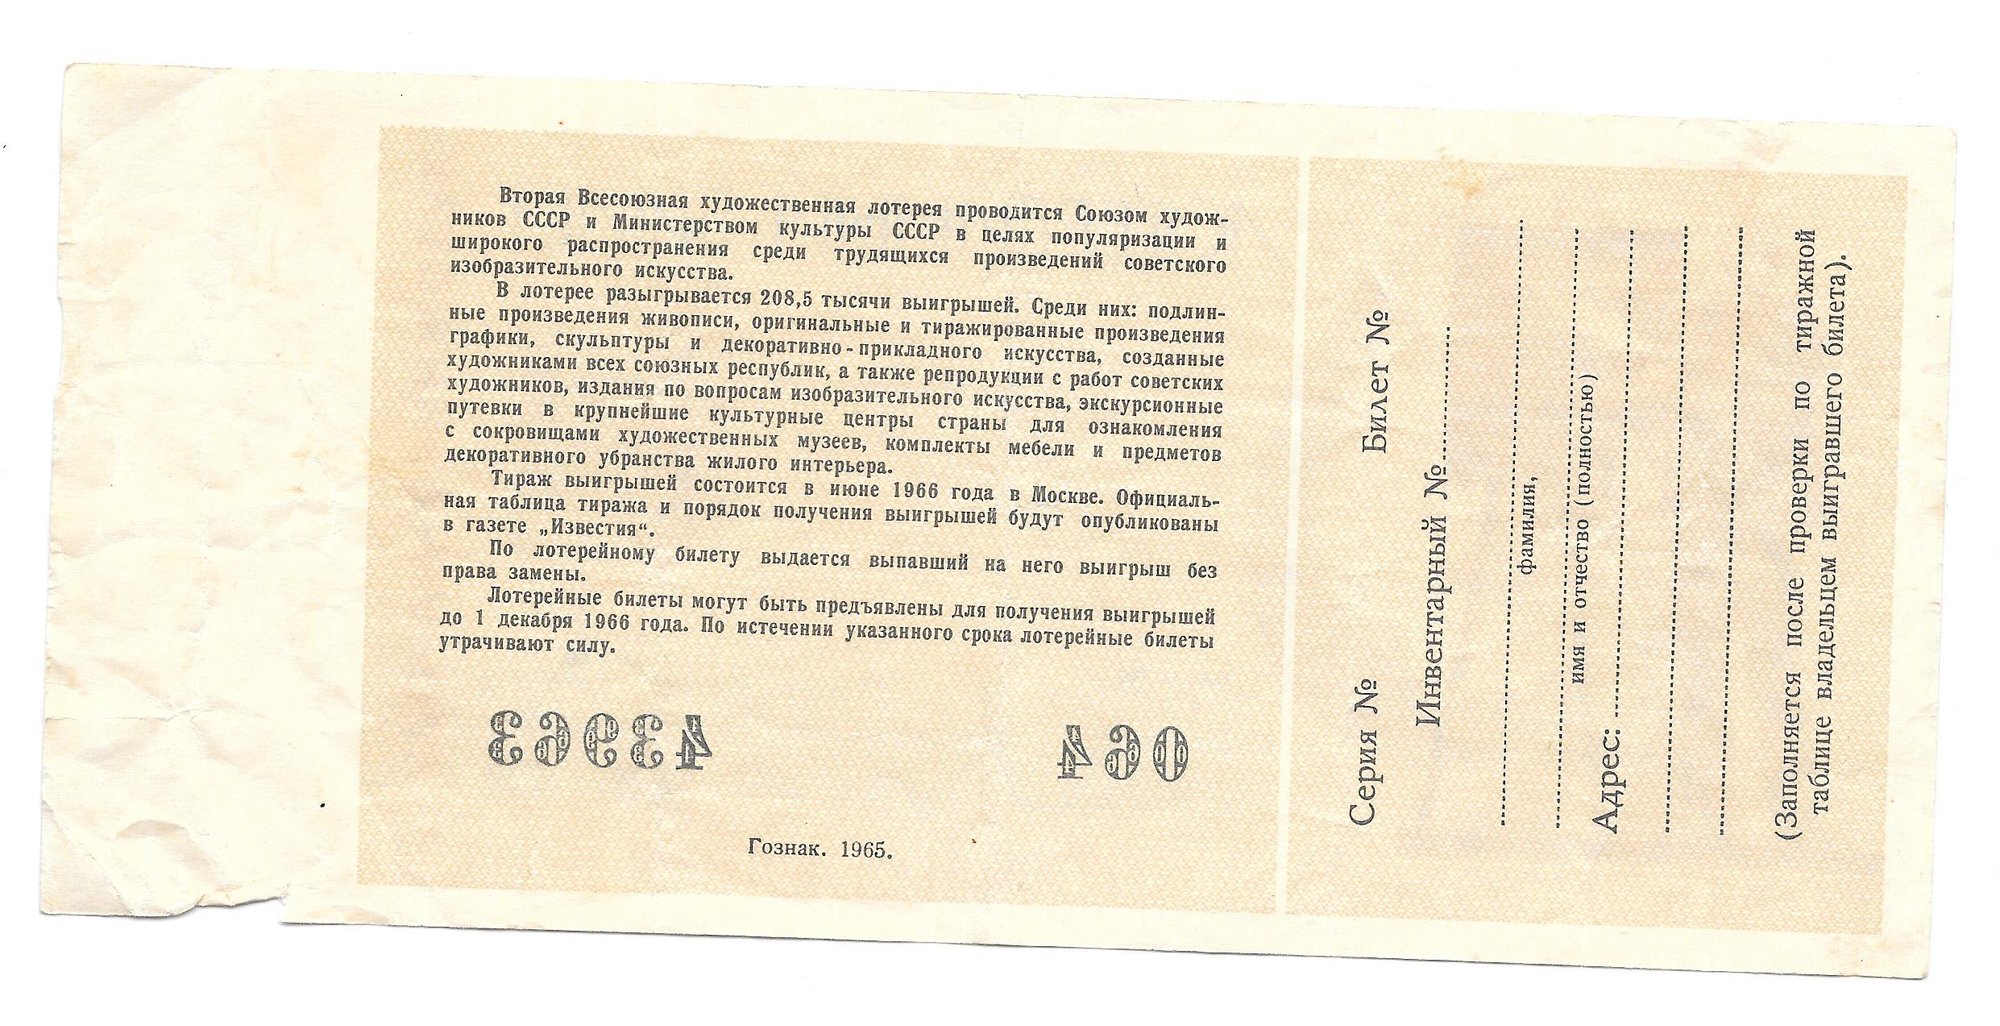 Вторая Всесоюзная художественная лотерея проводится Союзом худож-
ников СССР и Министерством культуры СССР в целях популяризации и
широкого распространения среди трудящихся произведений советского
изобразительного искусства.
В лотерее разыгрывается 208,5 тысячи выигрышей. Среди них: подлин-
ные произведения живописи, оригинальные и тиражированные произведения
графики, скульптуры и декоративно-прикладного искусства, созданные
художниками всех союзных республик, а также репродукции с работ советских
художников, издания по вопросам изобразительного искусства, экскурсионные
путевки в крупнейшие культурные центры страны для ознакомления
с сокровищами художественных музеев, комплекты мебели и предметов
декоративного убранства жилого интерьера.
Тираж выигрышей состоится в июне 1966 года в Москве. Официаль-
ная таблица тиража и порядок получения выигрышей будут опубликованы
в газете „Известия“.
По лотерейному билету выдается выпавший на него выигрыш без
права замены.
Лотерейные билеты могут быть предъявлены для получения выигрышей
до 1 декабря 1966 года. По истечении указанного срока лотерейные билеты
утрачивают силу.
43963 064
Гознак. 1965.
Серия № Билет №
Инвентарный №
фамилия,
имя и отчество (полностью)
Адрес:
(Заполняется после проверки по тиражной
таблице владельцем выигравшего билета).